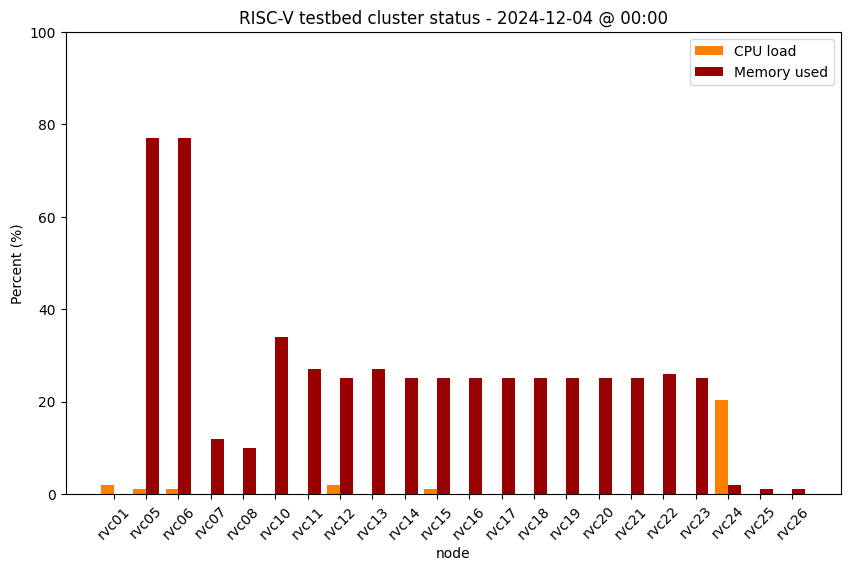 RISC-V testbed cluster status - 2024-12-04 @ 00:00
CPU load
Memory used
Percent (%)
100
80
60
40
20
0
rvc01
rvc05
rvc06
rvc07
rvc08
rvc10
rvc11
rvc12
rvc13
rvc14
rvc15
rvc16
rvc17
rvc18
rvc19
rvc20
rvc21
rvc22
rvc23
rvc24
rvc25
rvc26
node